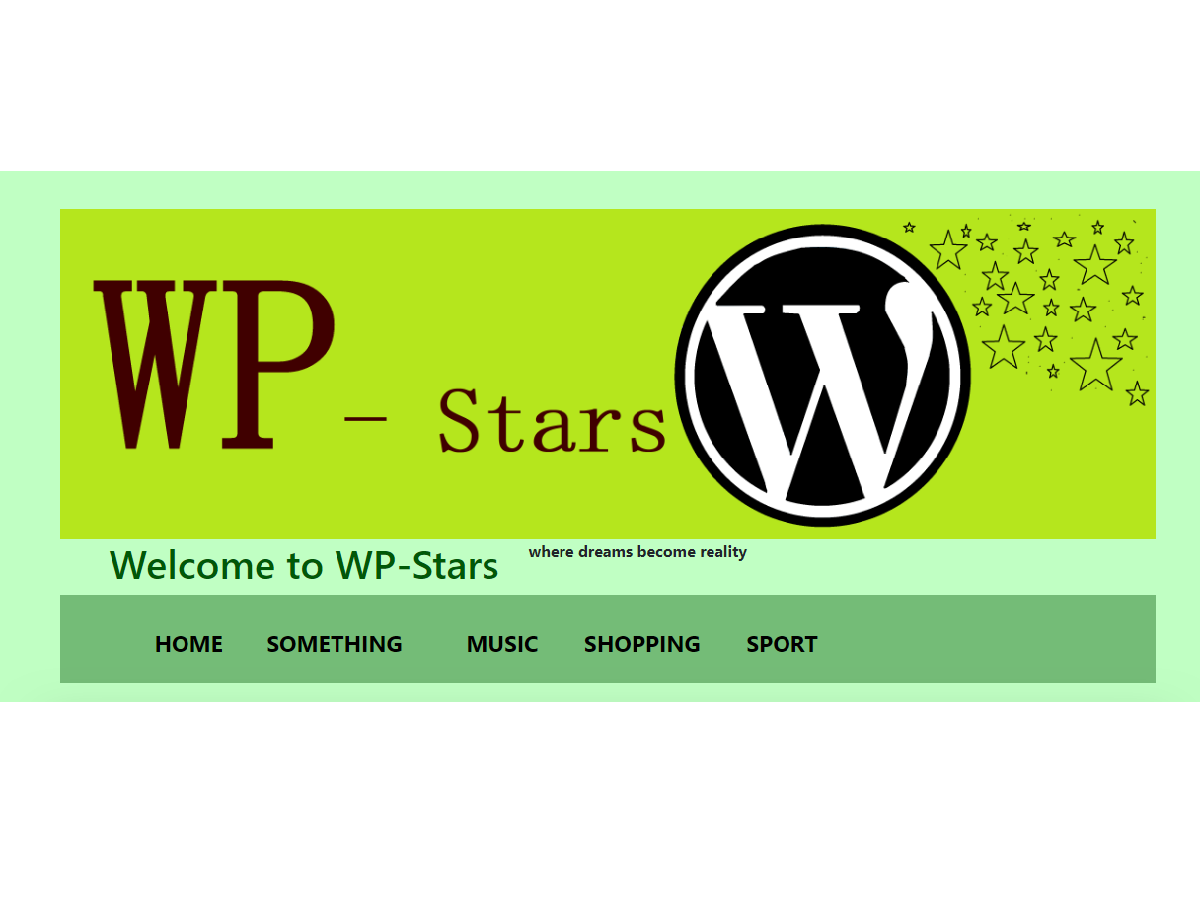 WP - Stars
W
Welcome to WP-Stars where dreams become reality
HOME SOMETHING MUSIC SHOPPING SPORT